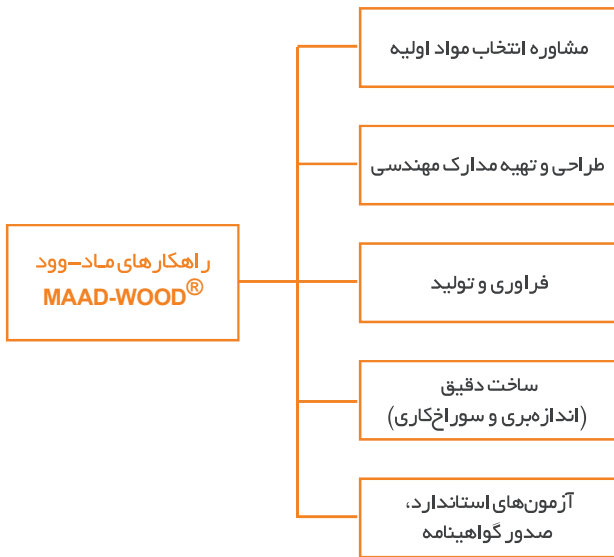 مشاوره انتخاب مواد اولیه
طراحی و تهیه مدارک مهندسی
راهکارهای مـاد–وود
MAAD-WOOD®
فراوری و تولید
ساخت دقیق
(اندازه‌بری و سوراخ‌کاری)
آزمون‌های استاندارد،
صدور گواهینامه